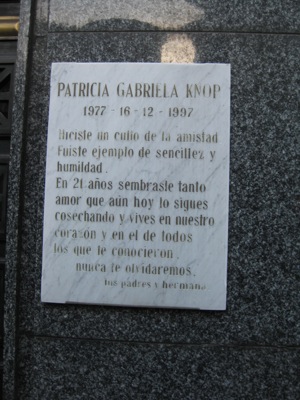 PATRICIA GABRIELA KNOP
1977 - 16 - 12 - 1997
Hiciste un culto de la amistad
Fuiste ejemplo de sencillez y
humildad.
En 21 años sembraste tanto
amor que aún hoy lo sigues
cosechando y vives en nuestro
corazón y en el de todos
los que te conocieron.
nunca te olvidaremos.
tus padres y hermana.